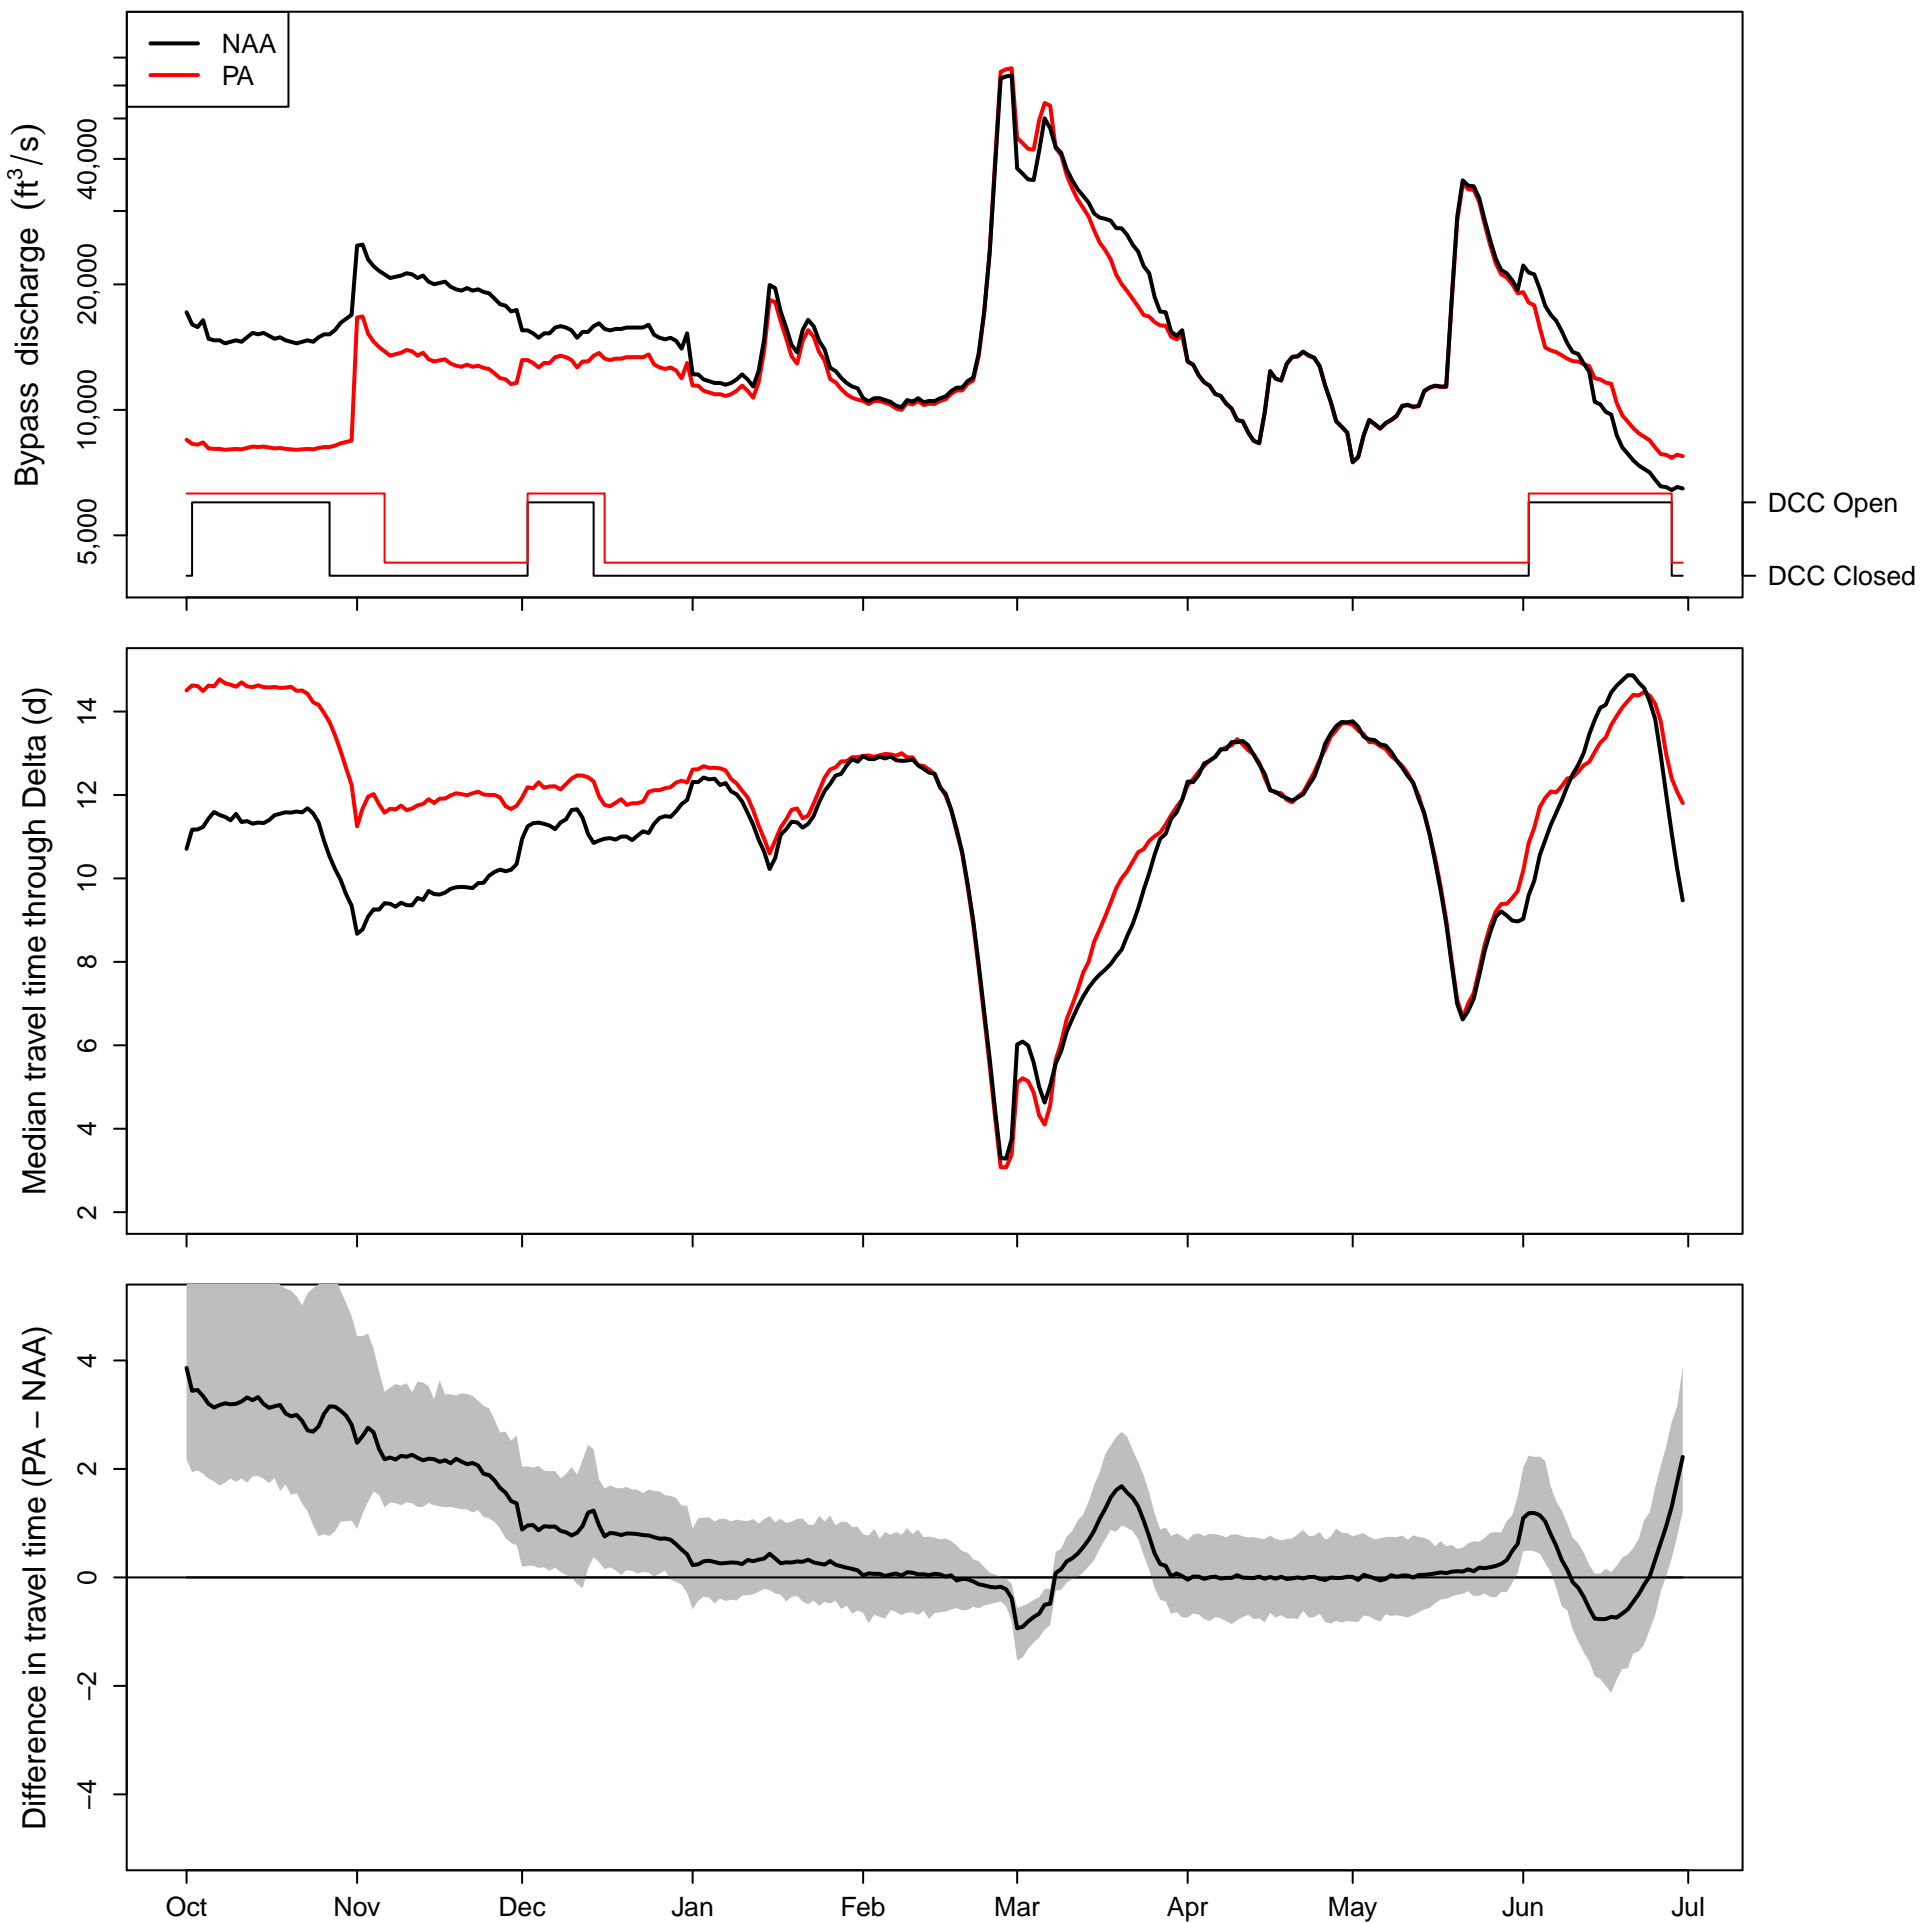 NAA
PA
Bypass discharge (ft³/s)
40,000
20,000
10,000
5,000
DCC Open
DCC Closed
Median travel time through Delta (d)
14
12
10
8
6
4
2
Difference in travel time (PA − NAA)
4
2
0
−2
−4
Oct Nov Dec Jan Feb Mar Apr May Jun Jul